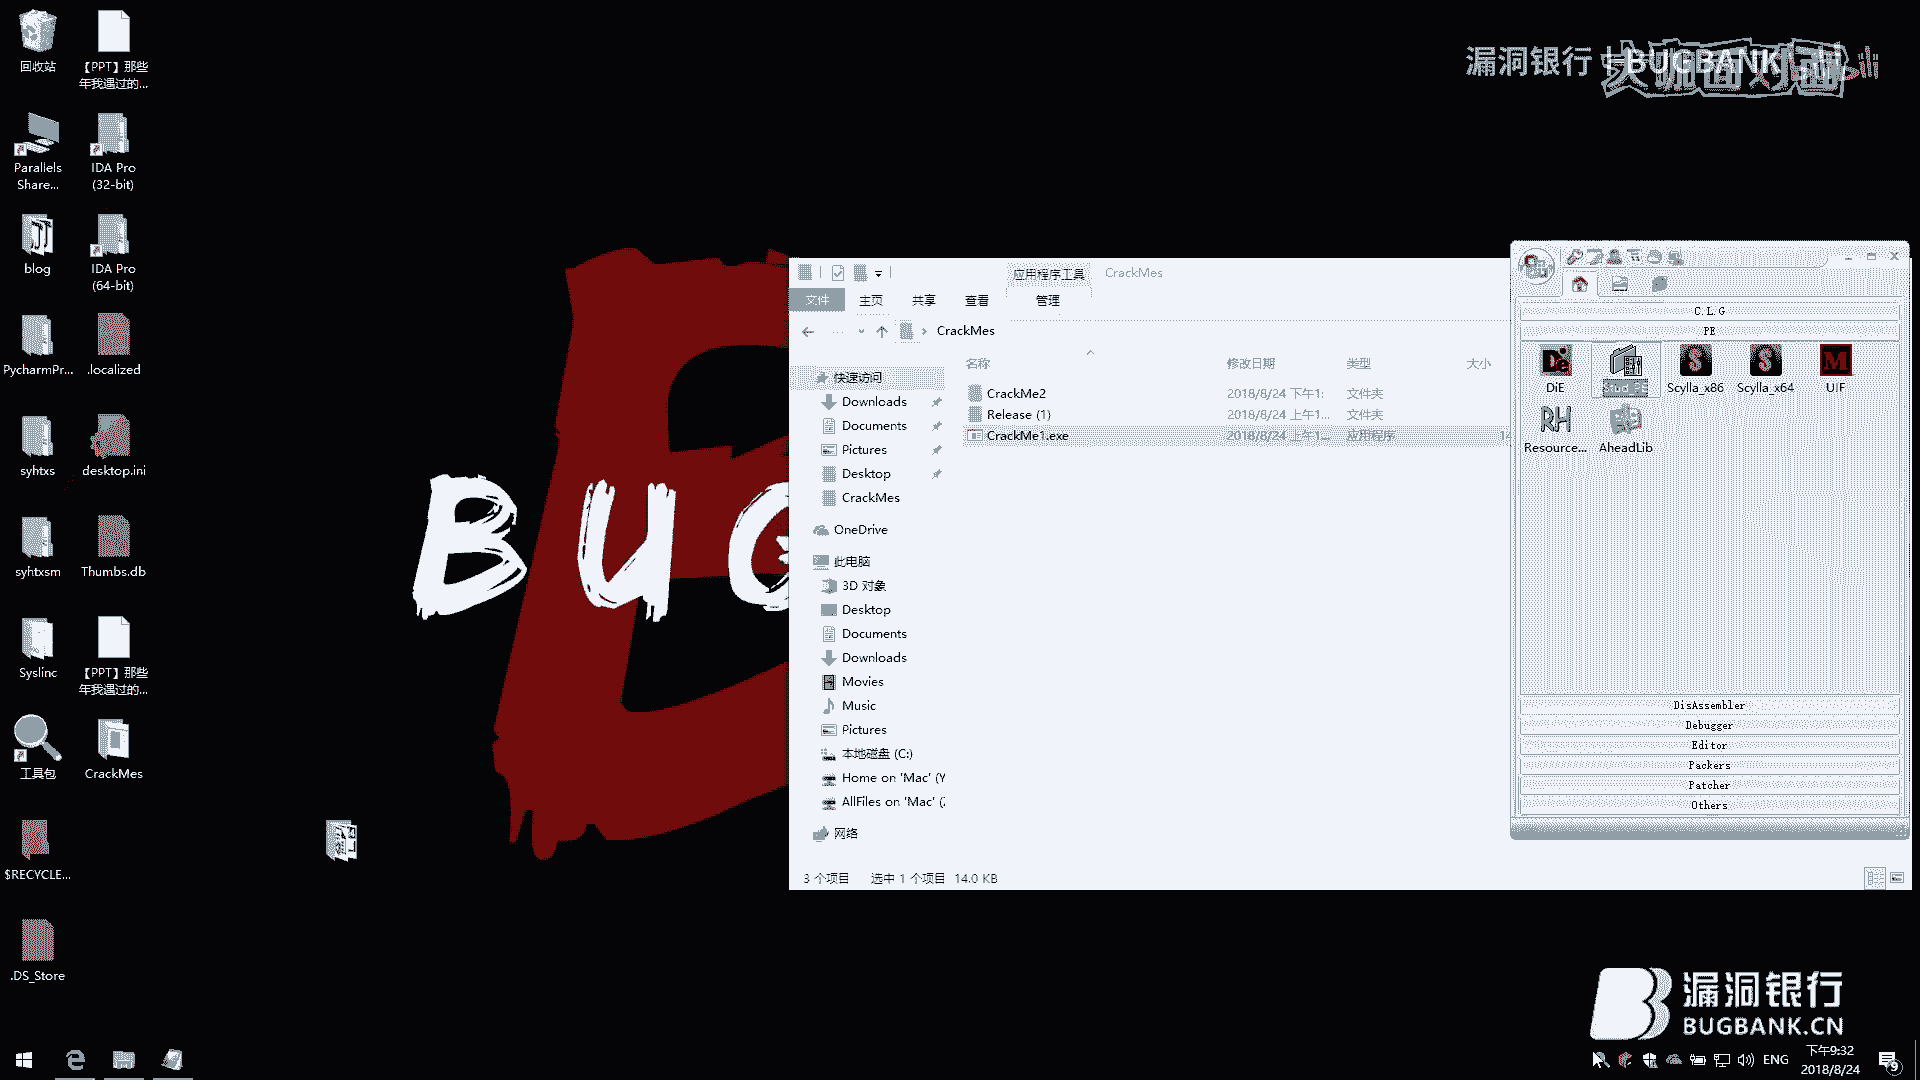 回收站
【PPT】那些
年我遇过的...
Parallels
Share...
IDA Pro
(32-bit)
blog
IDA Pro
(64-bit)
PycharmPr...
.localized
syhtxs
desktop.ini
syhtxsm
Thumbs.db
Syslinc
【PPT】那些
年我遇过的...
工具包
CrackMes
$RECYCLE...
.DS_Store
BUG
漏洞银行
BUGBANK
大咖面对面
应用程序工具
CrackMes
文件
主页
共享
查看
管理
CrackMes
名称
修改日期
类型
大小
快速访问
Downloads
Documents
Pictures
Desktop
CrackMes
OneDrive
此电脑
3D 对象
Desktop
Documents
Downloads
Movies
Music
Pictures
本地磁盘 (C:)
Home on 'Mac' (Y
AllFiles on 'Mac' (Z
网络
CrackMe2
2018/8/24 下午1:
文件夹
Release (1)
2018/8/24 上午1...
文件夹
CrackMe1.exe
2018/8/24 上午1...
应用程序
14
3 个项目
选中 1 个项目 14.0 KB
C.L.G
PE
DiE
Stud_PE
Scylla_x86
Scylla_x64
UIF
Resource...
AheadLib
DisAssembler
Debugger
Editor
Packers
Patcher
Others
漏洞银行
BUGBANK.CN
ENG
下午9:32
2018/8/24
9